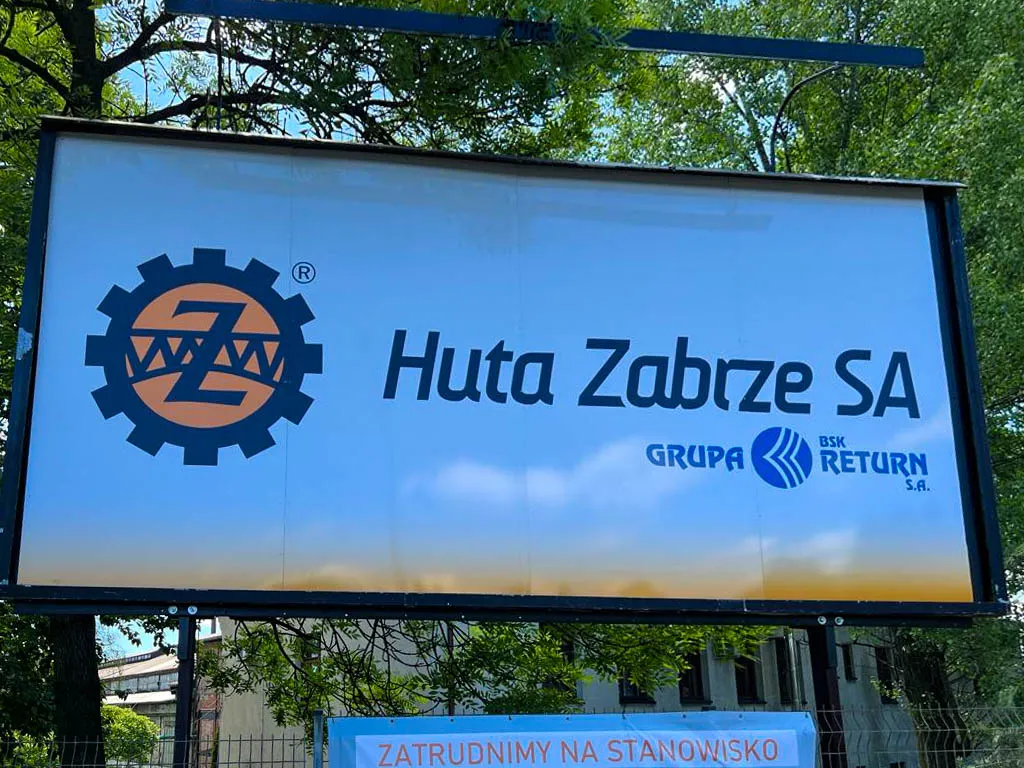 Z
®
Huta Zabrze SA
GRUPA BSK RETURN S.A.
ZATRUDNIMY NA STANOWISKO